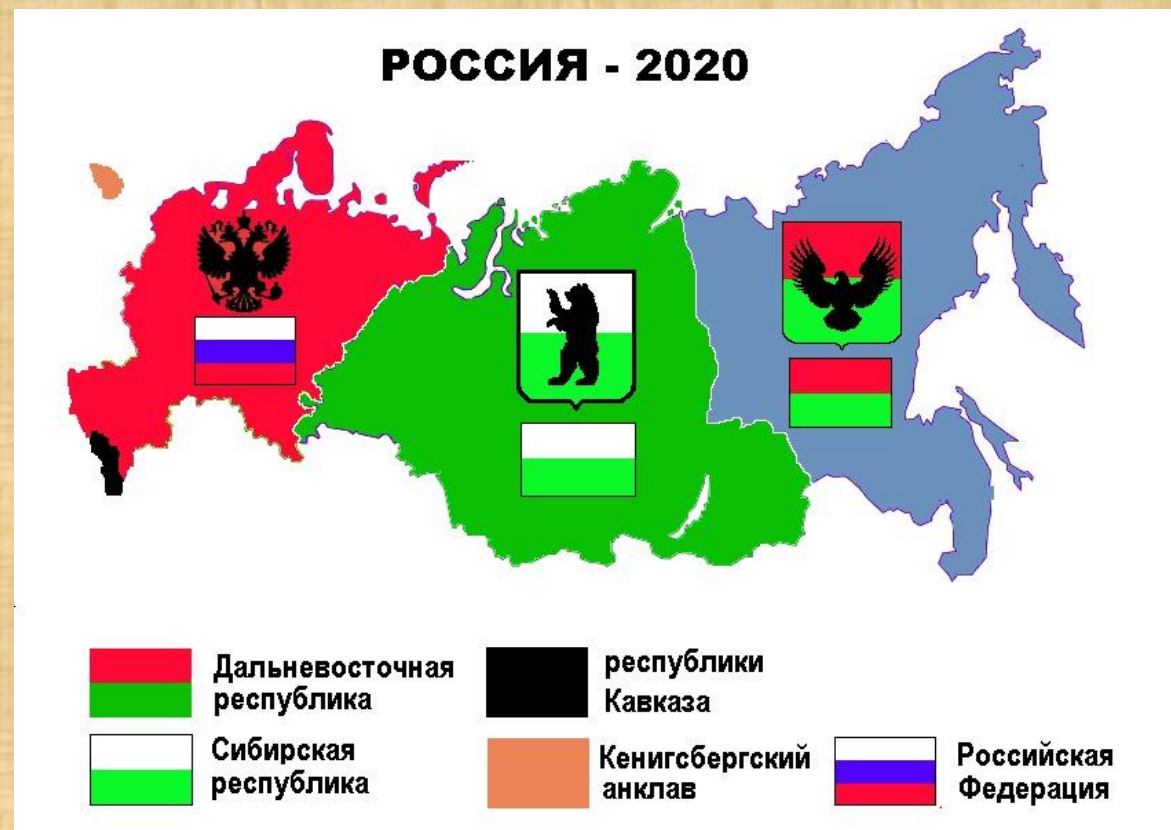 РОССИЯ - 2020
Дальневосточная
республика
республики
Кавказа
Сибирская
республика
Кенигсбергский
анклав
Российская
Федерация